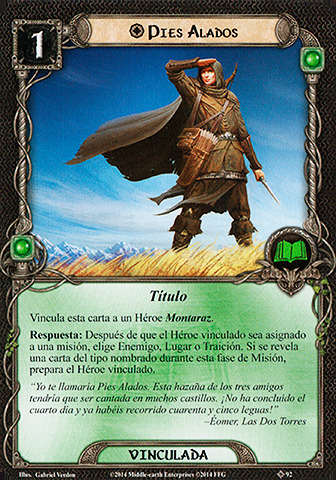 1
Pies Alados
Título
Vincula esta carta a un Héroe Montaraz.
Respuesta: Después de que el Héroe vinculado sea asignado
a una misión, elige Enemigo, Lugar o Traición. Si se revela
una carta del tipo nombrado durante esta fase de Misión,
prepara el Héroe vinculado.
“Yo te llamaría Pies Alados. Esta hazaña de los tres amigos
tendría que ser cantada en muchos castillos. ¡No ha concluido el
cuarto día y ya habéis recorrido cuarenta y cinco leguas!”
–Éomer, Las Dos Torres
VINCULADA
Illus. Gabriel Verdon ©2014 Middle-earth Enterprises ©2014 FFG 92